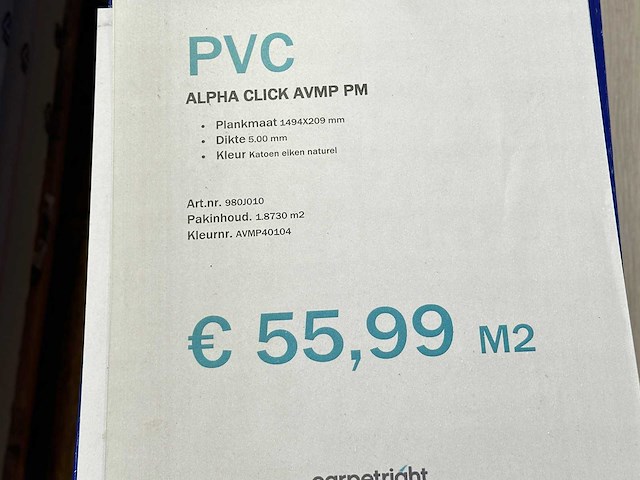 PVC
ALPHA CLICK AVMP PM
• Plankmaat 1494X209 mm
• Dikte 5.00 mm
• Kleur Katoen eiken naturel
Art.nr. 980J010
Pakinhoud. 1.8730 m2
Kleurnr. AVMP40104
€ 55,99 M2
carpetright